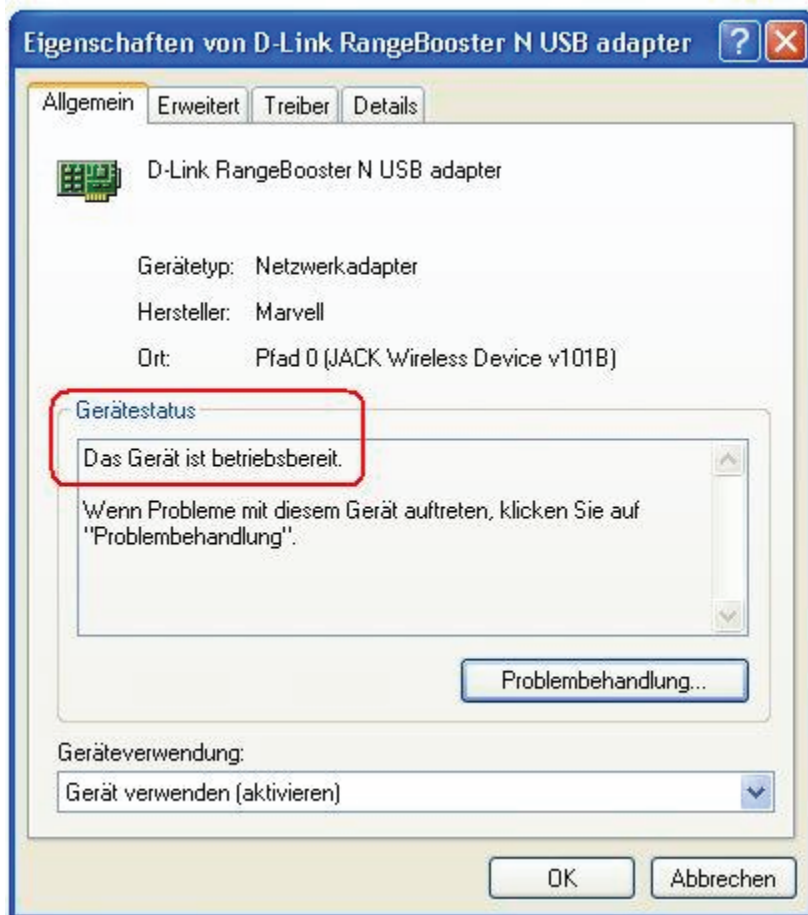 Eigenschaften von D-Link RangeBooster N USB adapter
Allgemein Erweitert Treiber Details
D-Link RangeBooster N USB adapter
Gerätetyp: Netzwerkadapter
Hersteller: Marvell
Ort: Pfad 0 (JACK Wireless Device v101B)
Gerätestatus
Das Gerät ist betriebsbereit.
Wenn Probleme mit diesem Gerät auftreten, klicken Sie auf
"Problembehandlung".
Problembehandlung...
Geräteverwendung:
Gerät verwenden (aktivieren)
OK Abbrechen